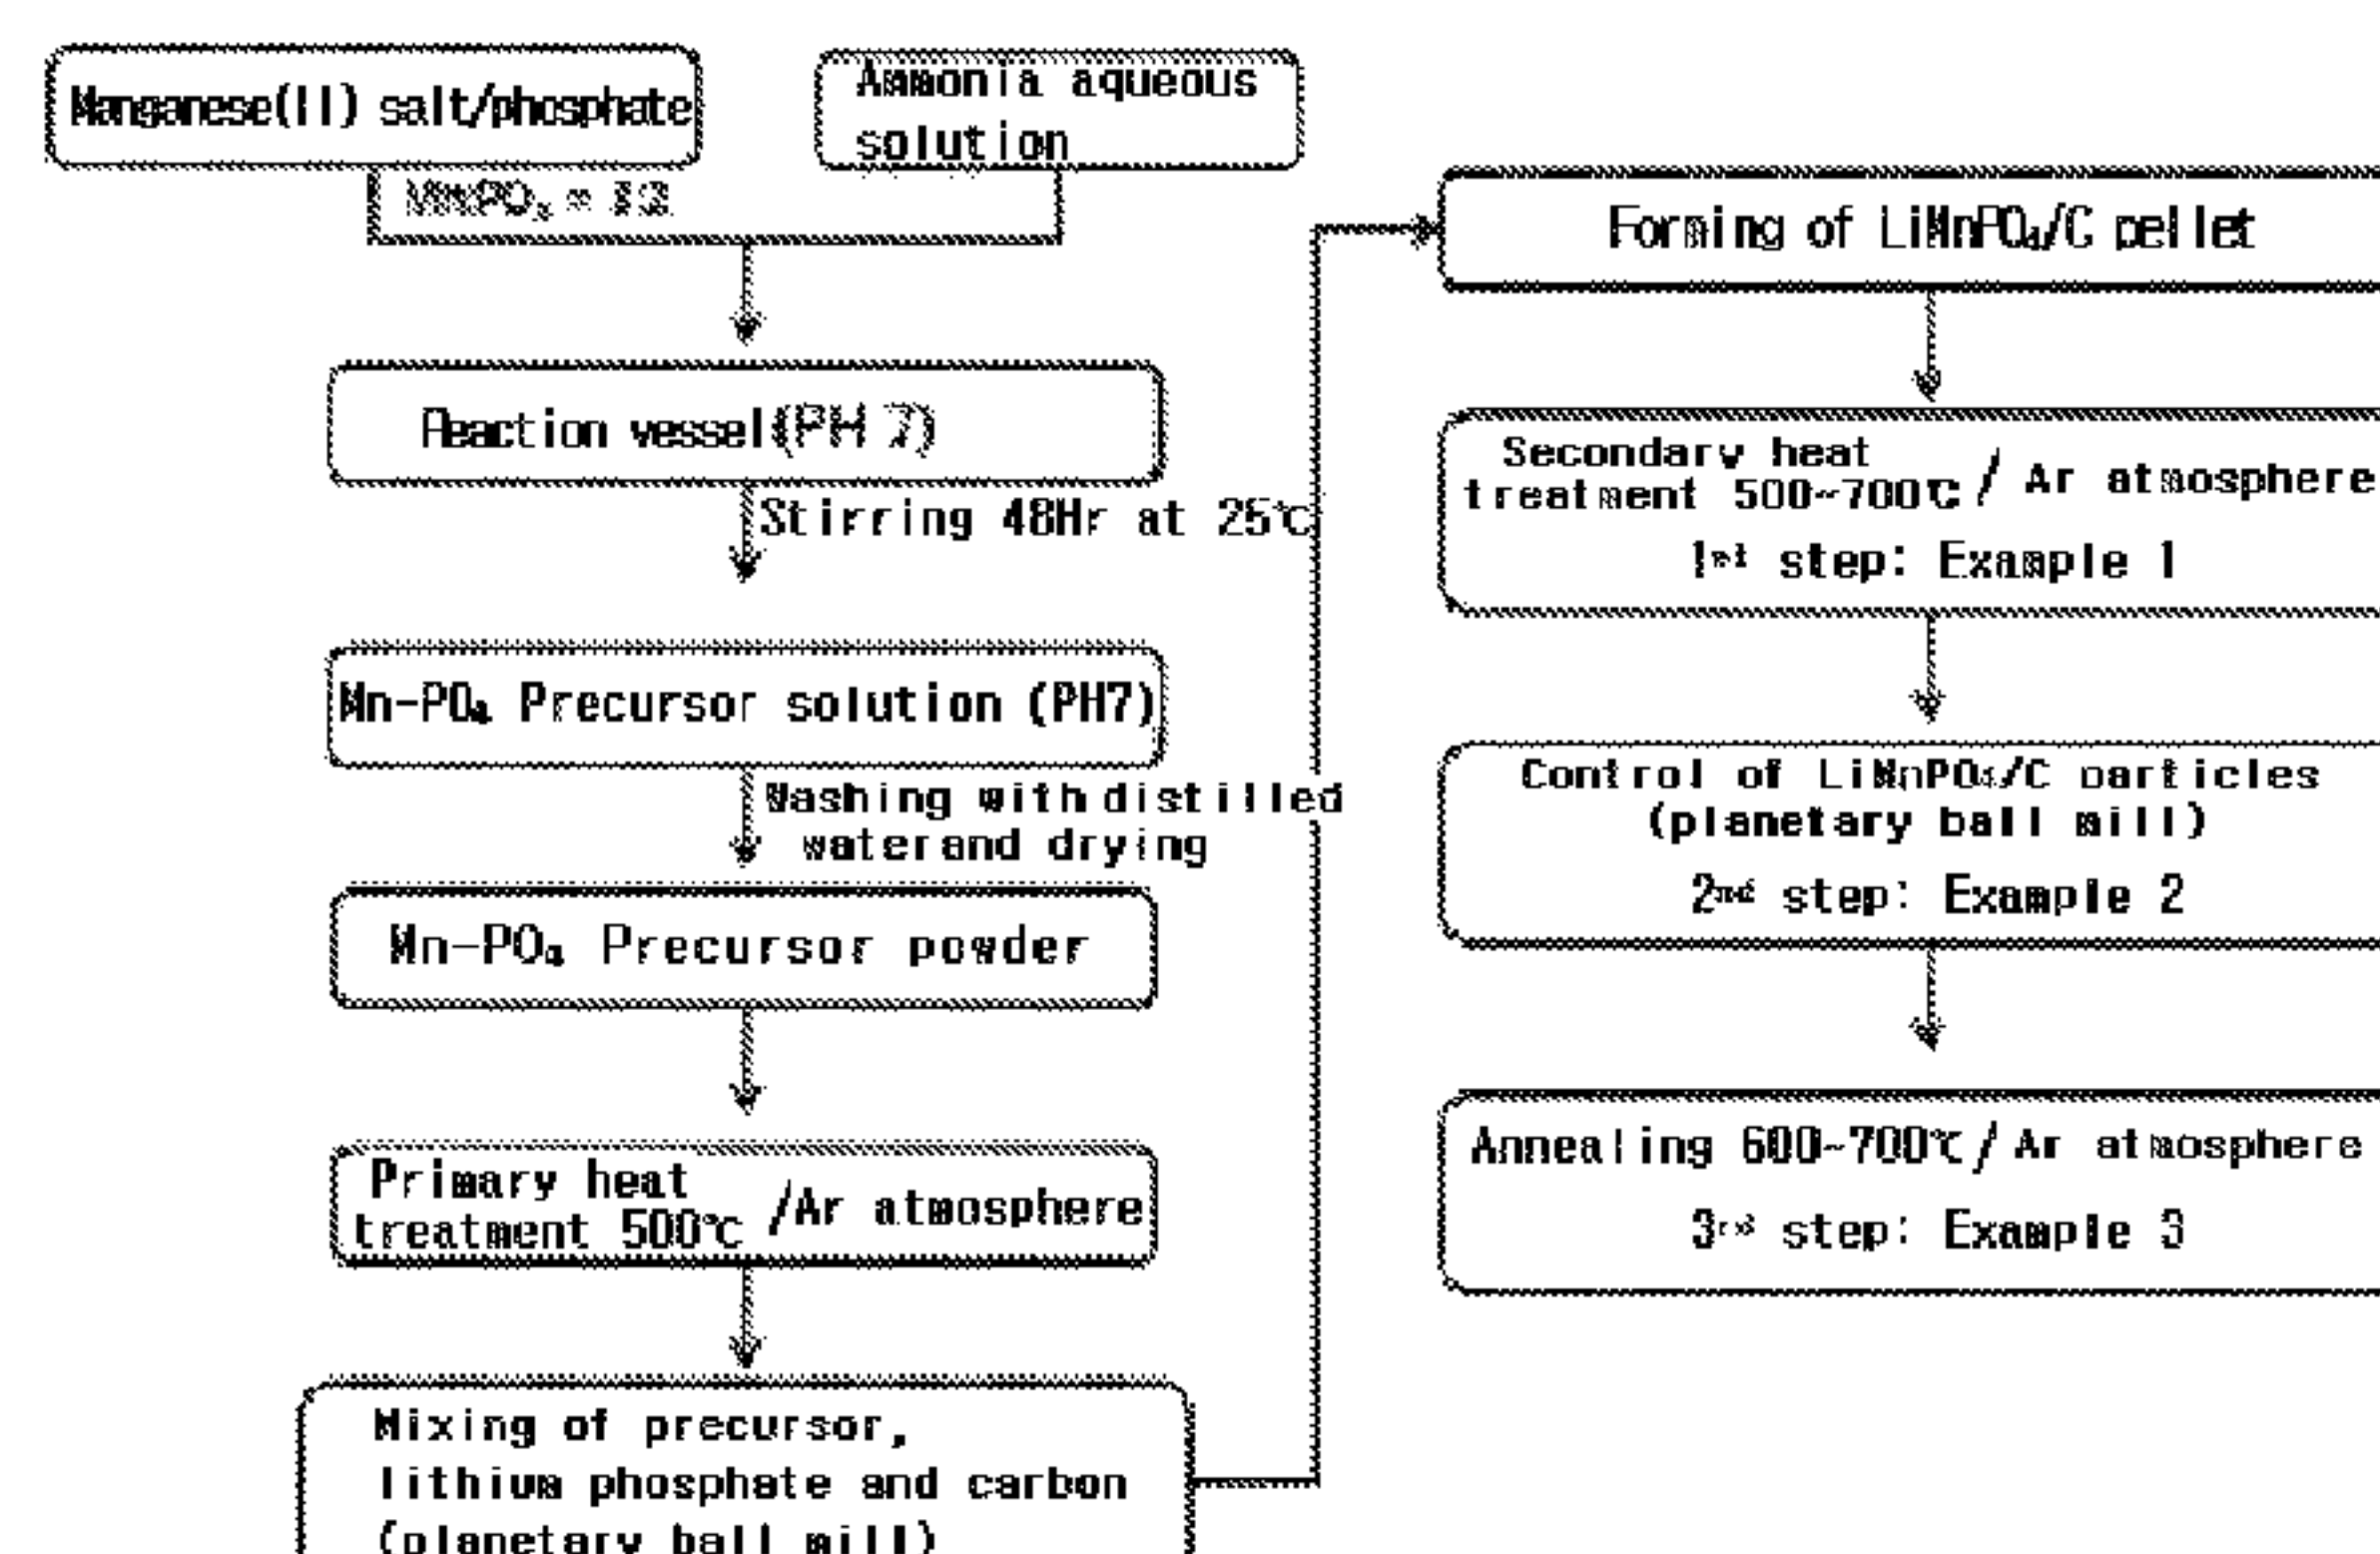 Manganese(II) salt/phosphate
Ammonia aqueous
solution
Reaction vessel(PH 7)
Stirring 48Hr at 25℃
Mn-PO₄ Precursor solution (PH7)
Washing with distilled
waterand drying
Mn-PO₄ Precursor powder
Primary heat
treatment 500℃ /Ar atmosphere
Mixing of precursor,
lithium phosphate and carbon
(planetary ball mill)
Forming of LiMnPO₄/C pellet
Secondary heat
treatment 500~700℃ / Ar atmosphere
1ˢᵗ step: Example 1
Control of LiMnPO₄/C particles
(planetary ball mill)
2ⁿᵈ step: Example 2
Annealing 600~700℃/ Ar atmosphere
3ʳᵈ step: Example 3